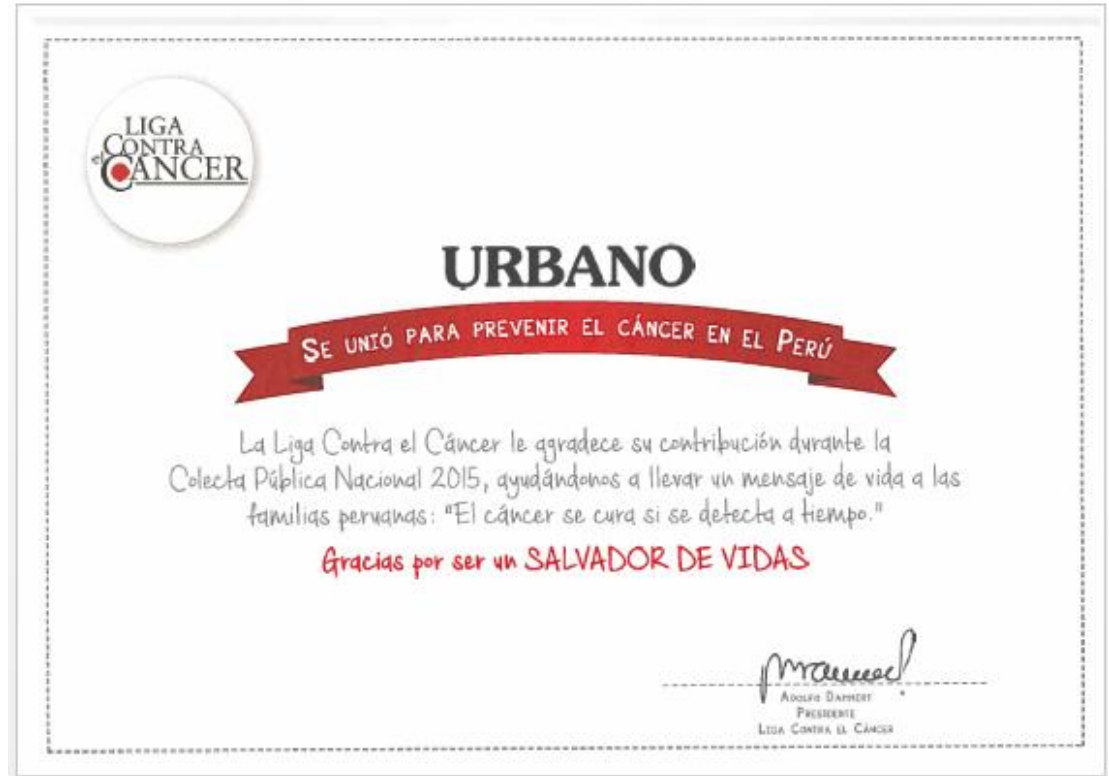 LIGA
CONTRA
el CÁNCER
URBANO
SE UNIÓ PARA PREVENIR EL CÁNCER EN EL PERÚ
La Liga Contra el Cáncer le agradece su contribución durante la
Colecta Pública Nacional 2015, ayudándonos a llevar un mensaje de vida a las
familias peruanas: "El cáncer se cura si se detecta a tiempo."
Gracias por ser un SALVADOR DE VIDAS
ADOLFO DAMMERT
PRESIDENTE
LIGA CONTRA EL CÁNCER